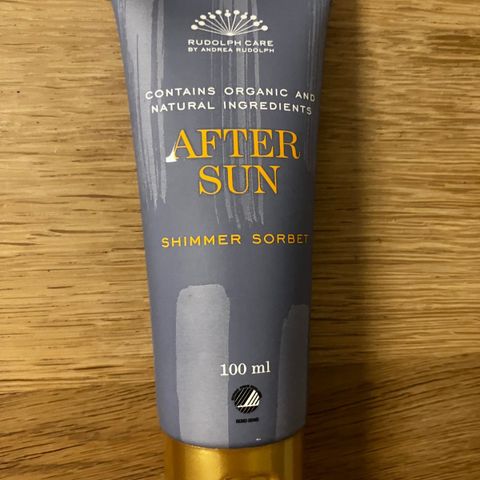 RUDOLPH CARE
BY ANDREA RUDOLPH
CONTAINS ORGANIC AND
NATURAL INGREDIENTS
AFTER
SUN
SHIMMER SORBET
100 ml